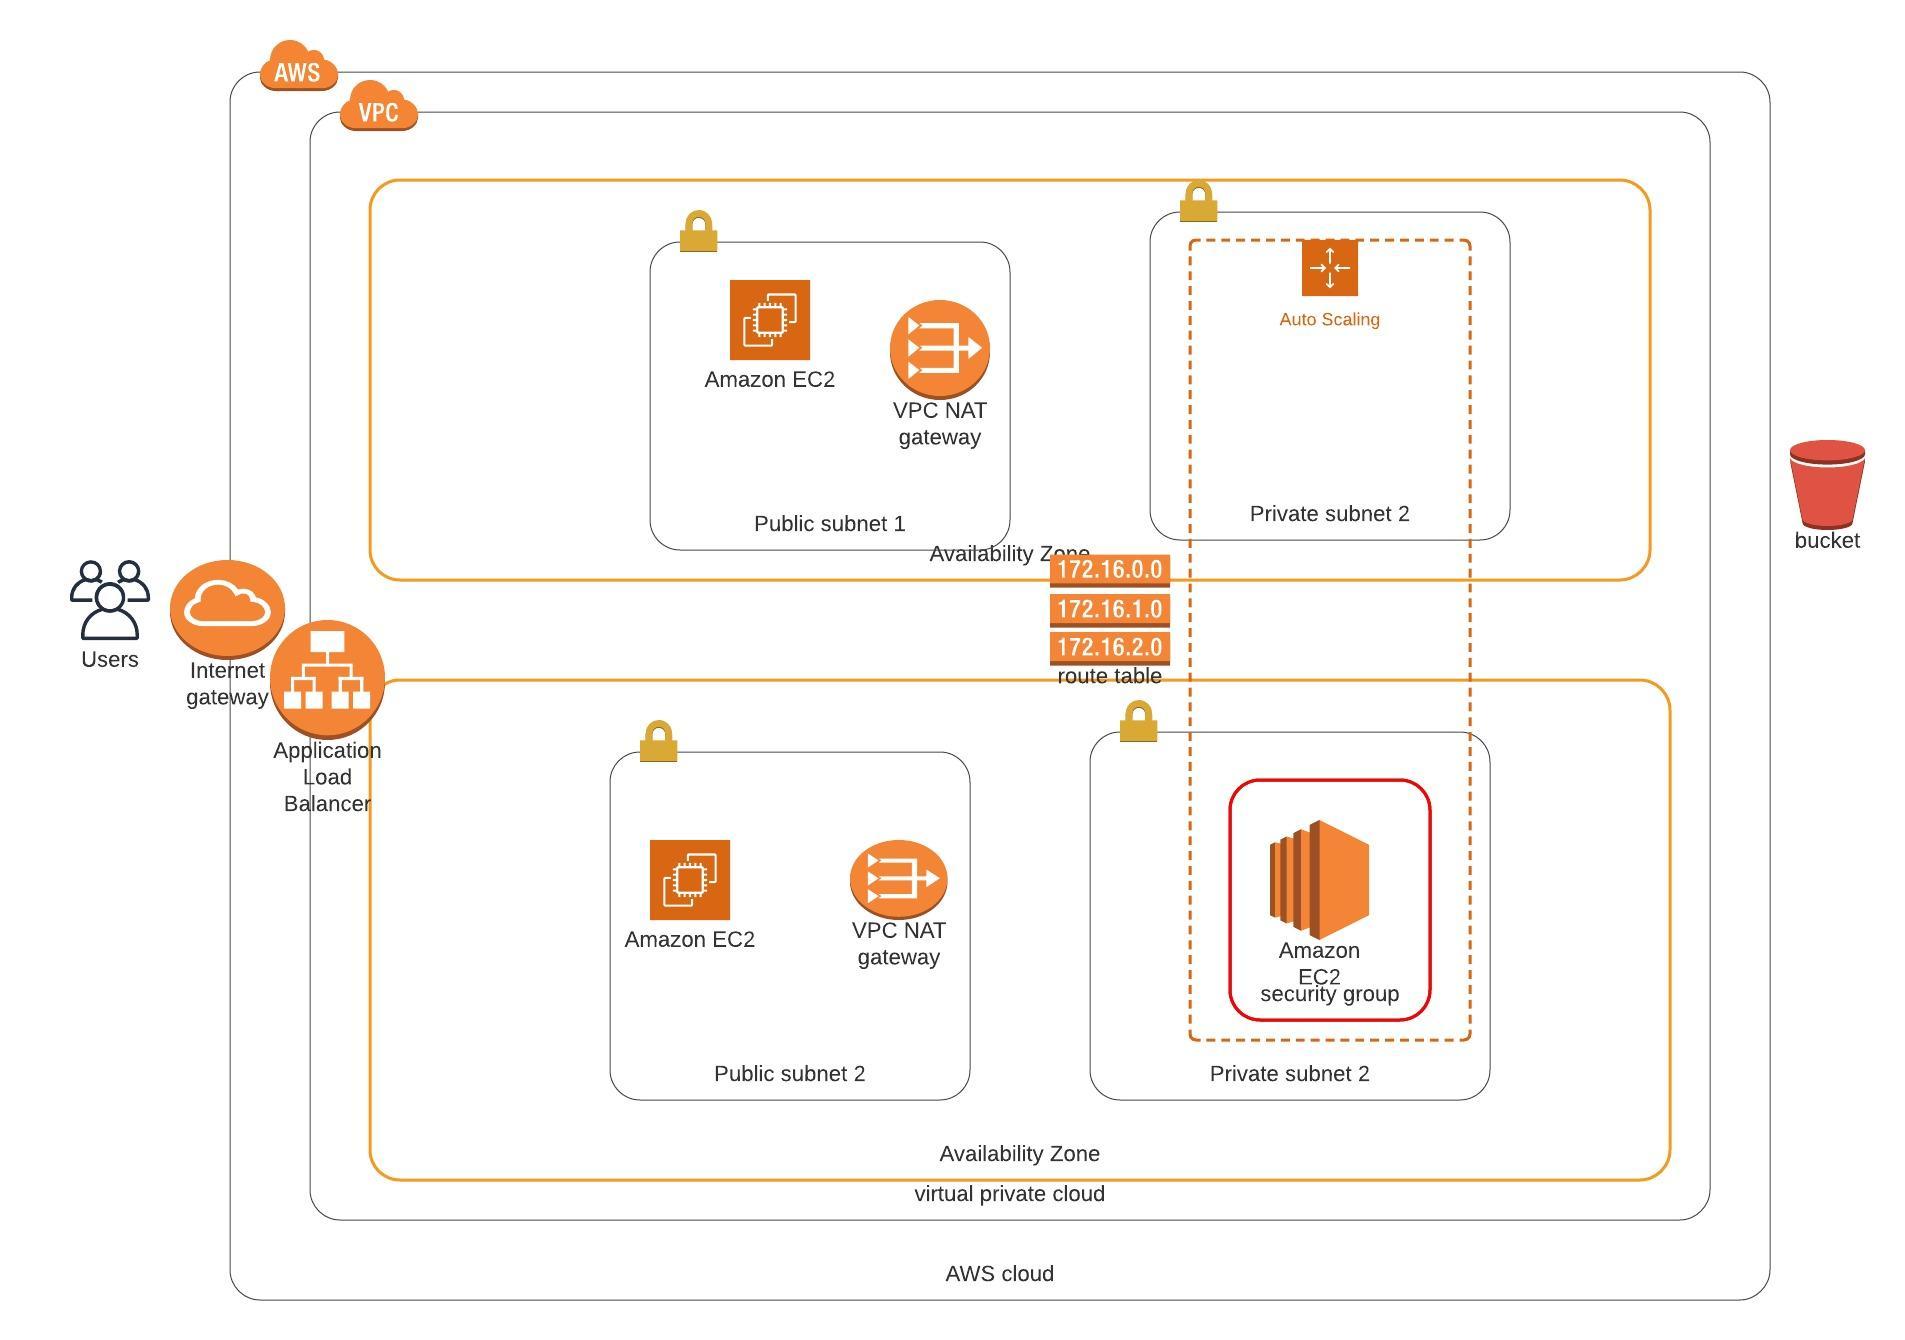 AWS
VPC
Auto Scaling
Amazon EC2
VPC NAT
gateway
Private subnet 2
Public subnet 1
Availability Zone
bucket
172.16.0.0
172.16.1.0
172.16.2.0
route table
Users
Internet
gateway
Application
Load
Balancer
Amazon EC2
VPC NAT
gateway
Amazon
EC2
security group
Public subnet 2
Private subnet 2
Availability Zone
virtual private cloud
AWS cloud